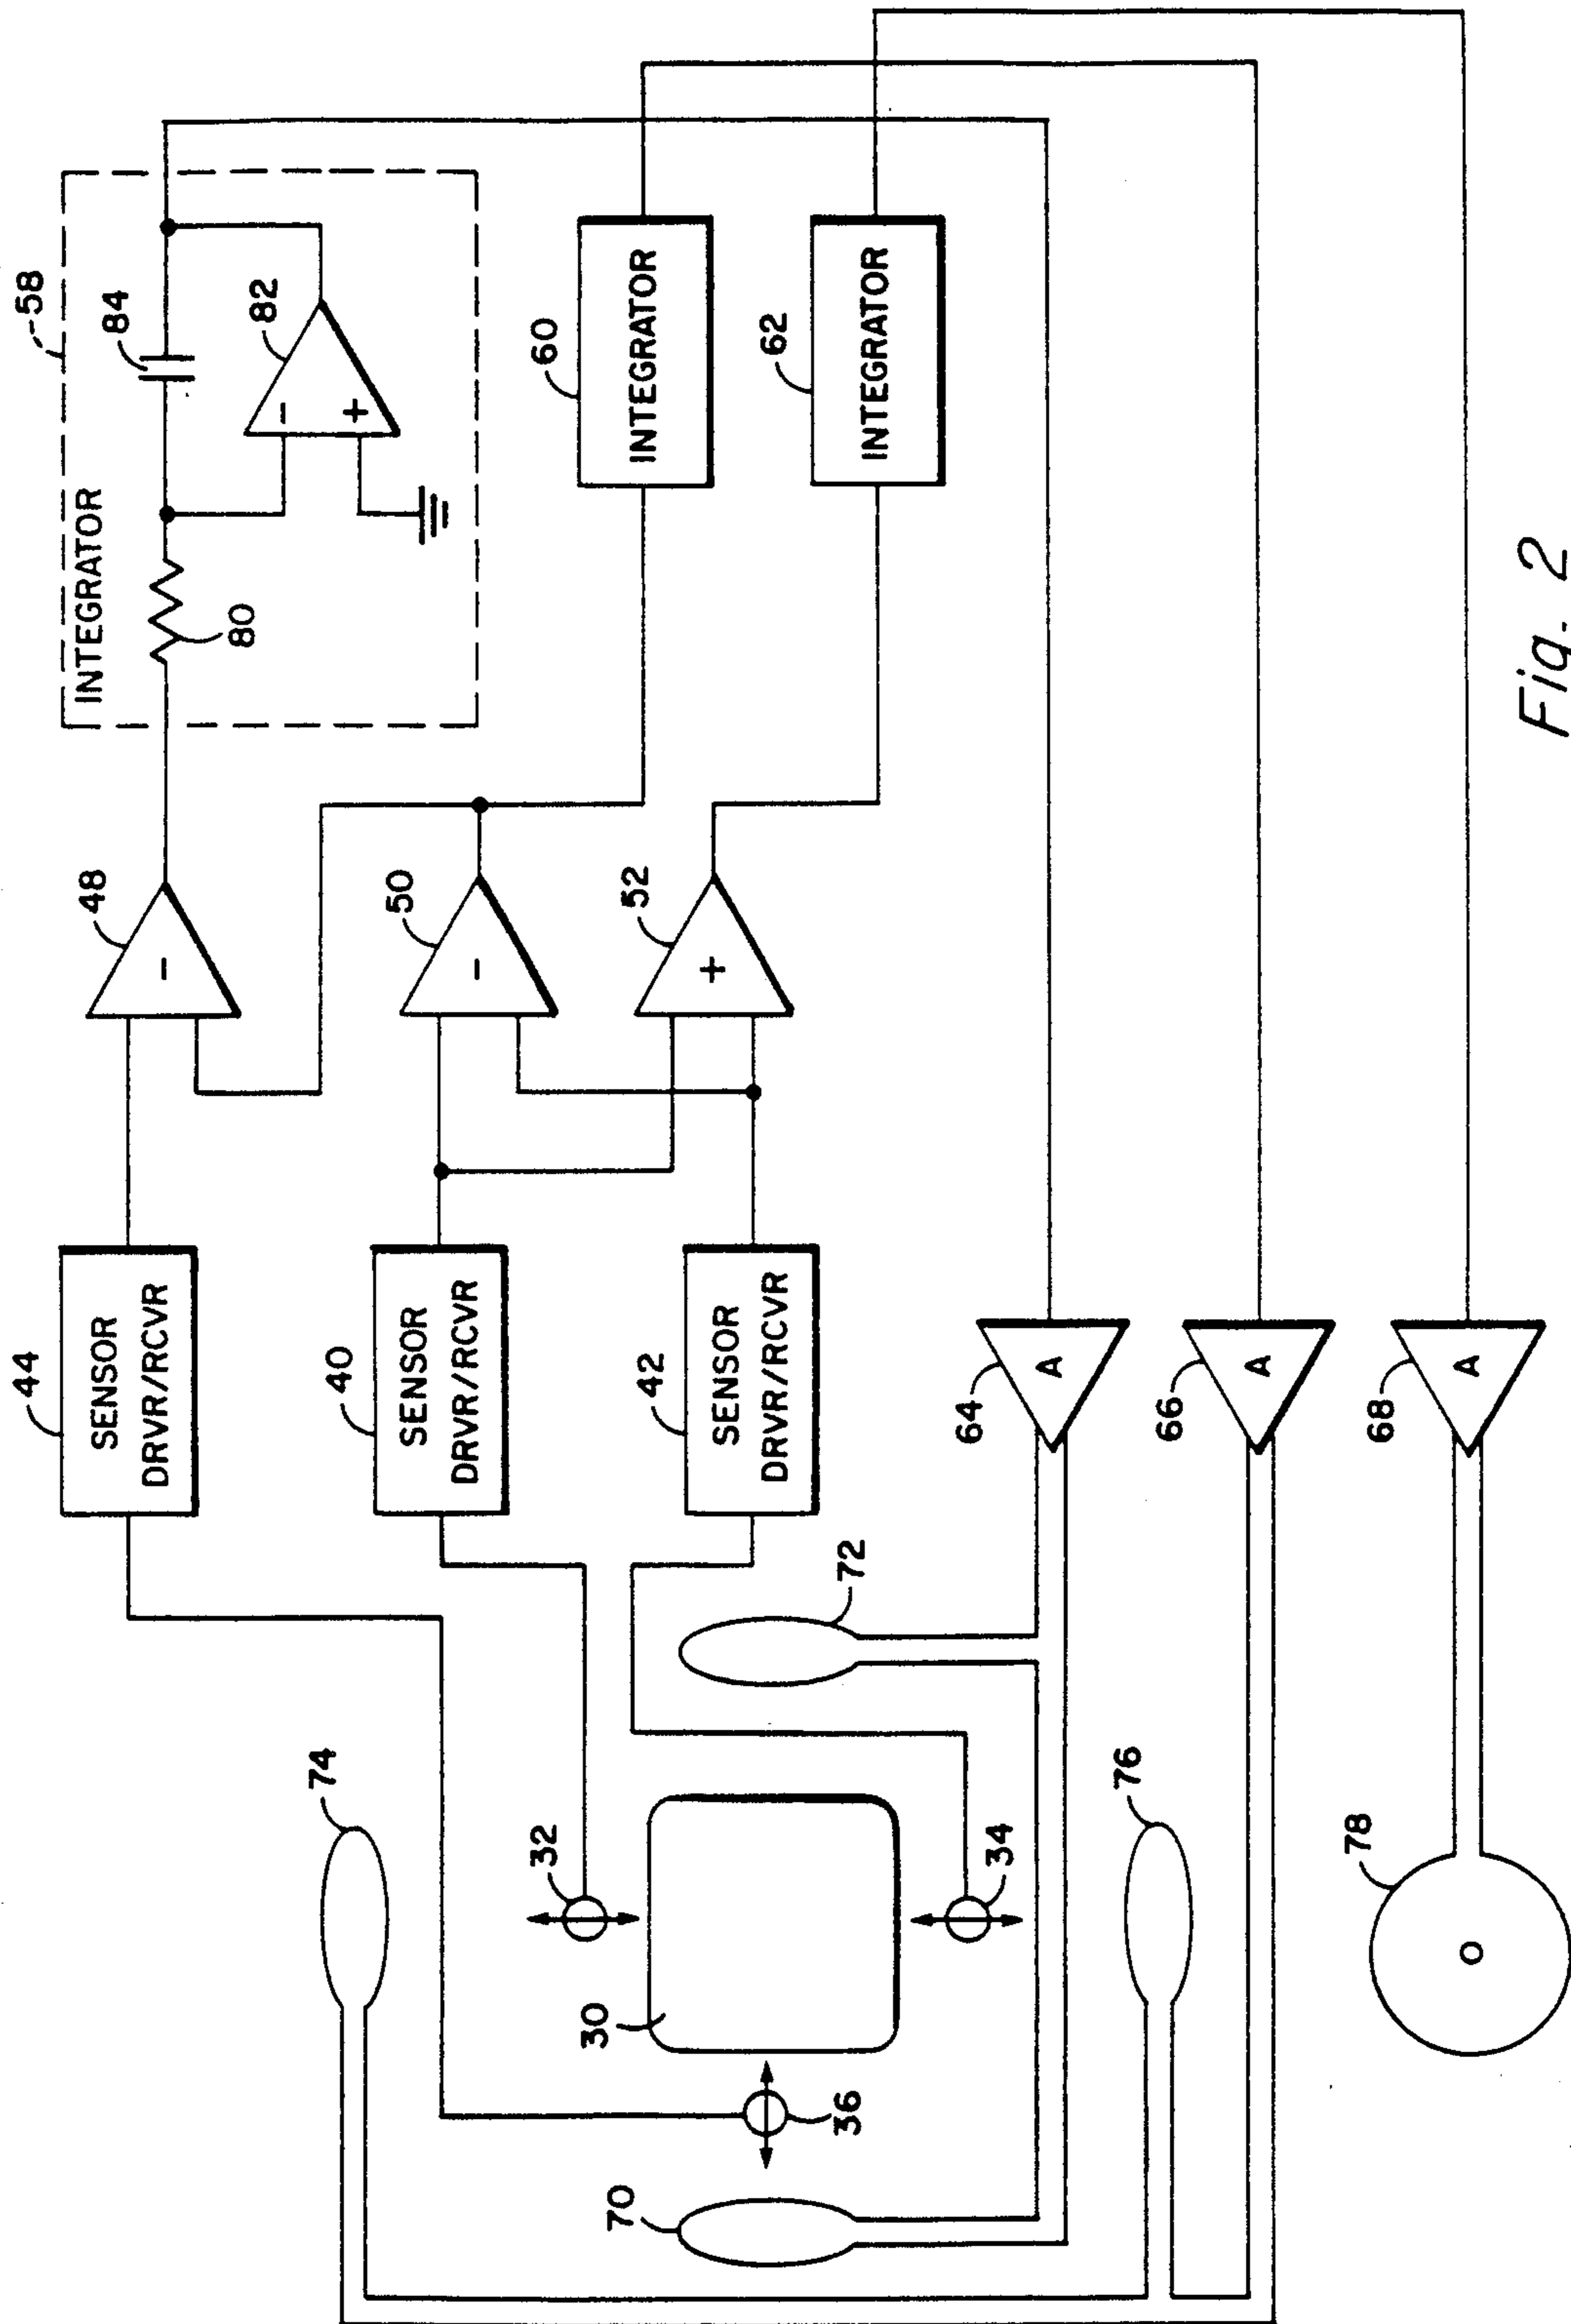 44
SENSOR
DRVR/RCVR
48
-
INTEGRATOR
58
80
84
82
-
+
40
SENSOR
DRVR/RCVR
50
-
60
INTEGRATOR
42
SENSOR
DRVR/RCVR
52
+
62
INTEGRATOR
74
32
30
36
34
70
72
64
A
76
66
A
78
O
68
A
Fig. 2